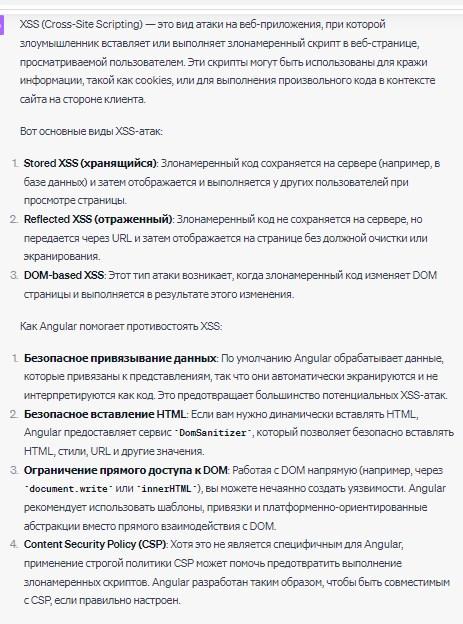 XSS (Cross-Site Scripting) — это вид атаки на веб-приложения, при которой
злоумышленник вставляет или выполняет злонамеренный скрипт в веб-странице,
просматриваемой пользователем. Эти скрипты могут быть использованы для кражи
информации, такой как cookies, или для выполнения произвольного кода в контексте
сайта на стороне клиента.
Вот основные виды XSS-атак:
1. Stored XSS (хранящийся): Злонамеренный код сохраняется на сервере (например, в
базе данных) и затем отображается и выполняется у других пользователей при
просмотре страницы.
2. Reflected XSS (отраженный): Злонамеренный код не сохраняется на сервере, но
передается через URL и затем отображается на странице без должной очистки или
экранирования.
3. DOM-based XSS: Этот тип атаки возникает, когда злонамеренный код изменяет DOM
страницы и выполняется в результате этого изменения.
Как Angular помогает противостоять XSS:
1. Безопасное привязывание данных: По умолчанию Angular обрабатывает данные,
которые привязаны к представлениям, так что они автоматически экранируются и не
интерпретируются как код. Это предотвращает большинство потенциальных XSS-атак.
2. Безопасное вставление HTML: Если вам нужно динамически вставлять HTML,
Angular предоставляет сервис `DomSanitizer`, который позволяет безопасно вставлять
HTML, стили, URL и другие значения.
3. Ограничение прямого доступа к DOM: Работая с DOM напрямую (например, через
`document.write` или `innerHTML`), вы можете нечаянно создать уязвимости. Angular
рекомендует использовать шаблоны, привязки и платформенно-ориентированные
абстракции вместо прямого взаимодействия с DOM.
4. Content Security Policy (CSP): Хотя это не является специфичным для Angular,
применение строгой политики CSP может помочь предотвратить выполнение
злонамеренных скриптов. Angular разработан таким образом, чтобы быть совместимым
с CSP, если правильно настроен.